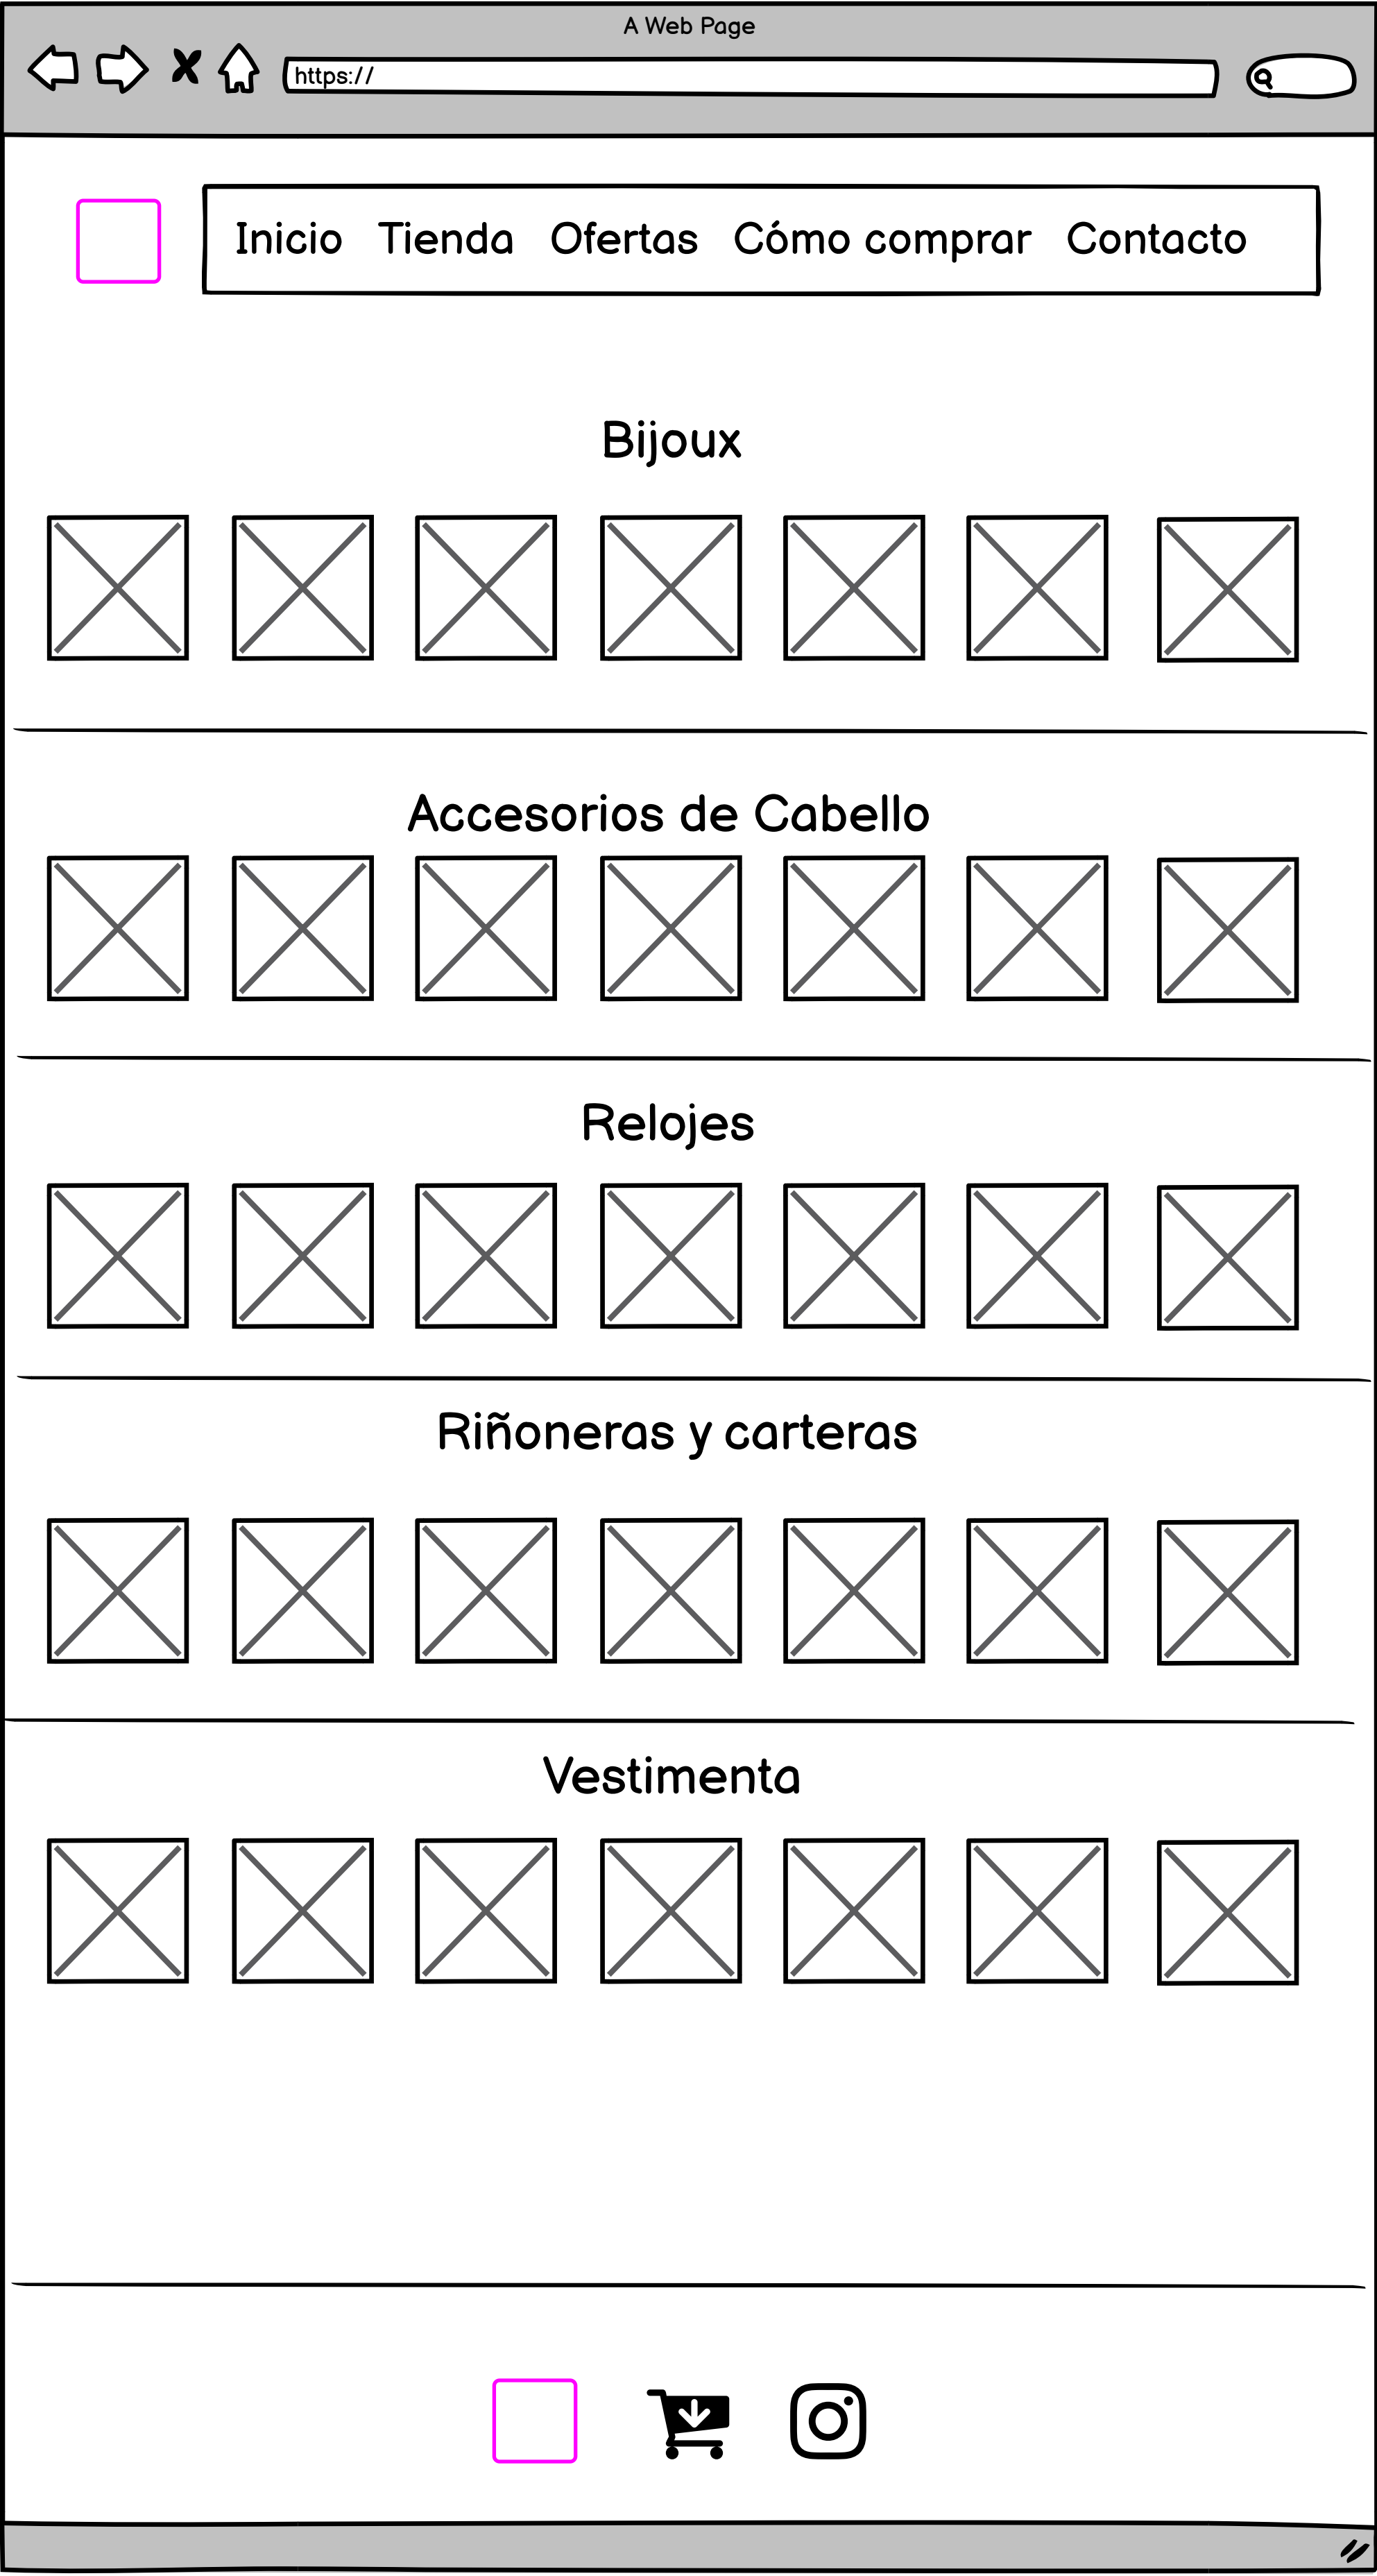 A Web Page
https://
Inicio Tienda Ofertas Cómo comprar Contacto
Bijoux
Accesorios de Cabello
Relojes
Riñoneras y carteras
Vestimenta